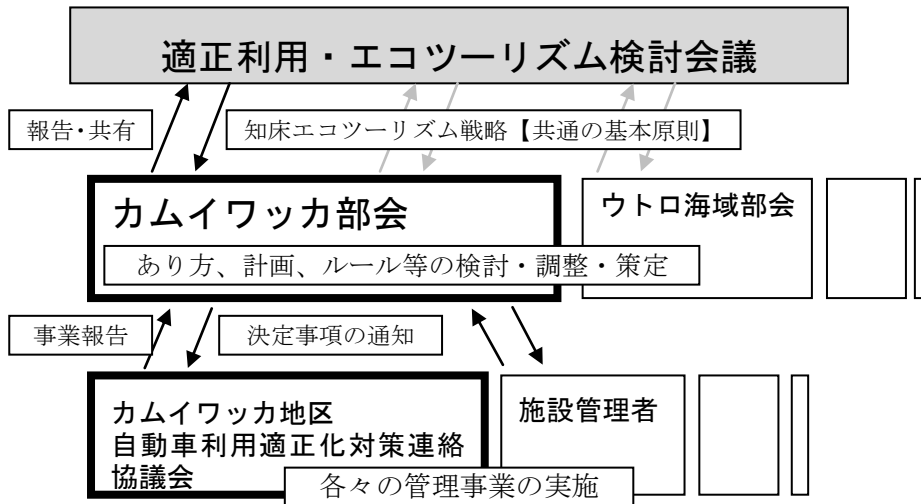 適正利用・エコツーリズム検討会議
報告・共有
知床エコツーリズム戦略【共通の基本原則】
カムイワッカ部会
ウトロ海域部会
あり方、計画、ルール等の検討・調整・策定
事業報告
決定事項の通知
カムイワッカ地区
自動車利用適正化対策連絡
協議会
施設管理者
各々の管理事業の実施